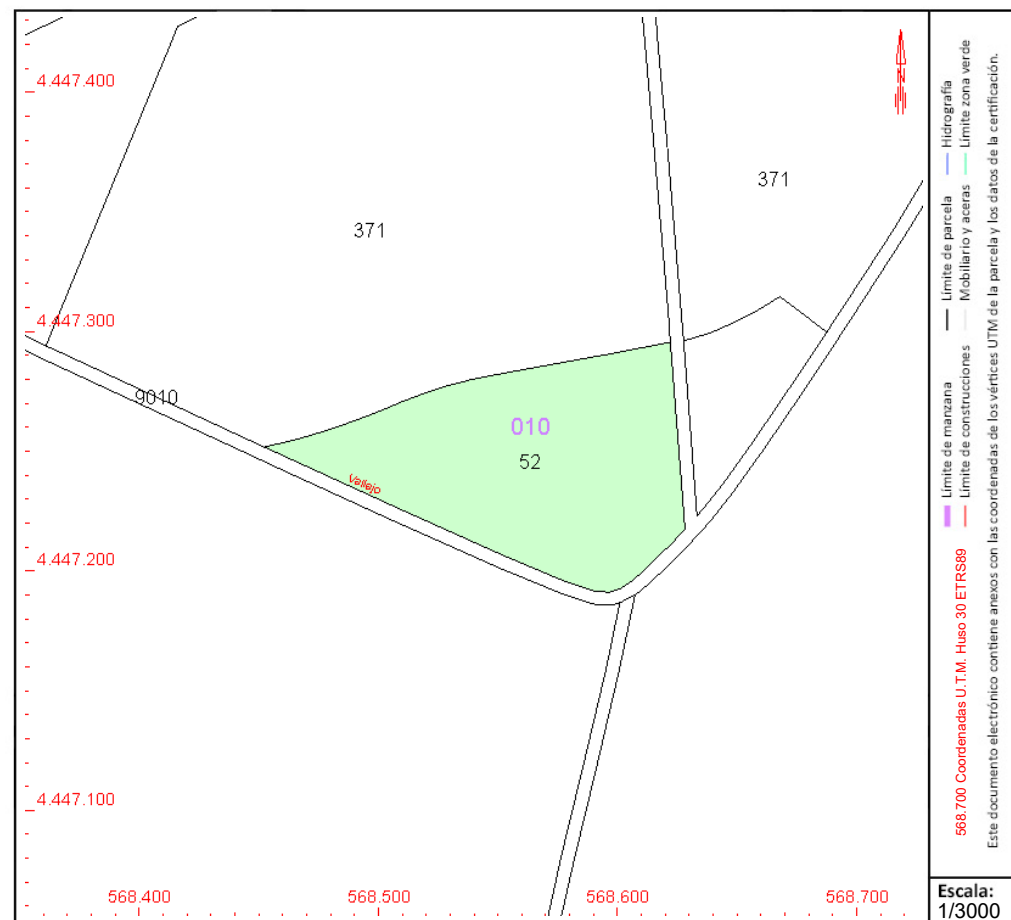 4.447.400
371
371
4.447.300
9010
010
52
Vallejo
4.447.200
4.447.100
568.400
568.500
568.600
568.700
N
Hidrografía
Límite zona verde
Límite de parcela
Mobiliario y aceras
Límite de manzana
Límite de construcciones
568.700 Coordenadas U.T.M. Huso 30 ETRS89
Este documento electrónico contiene anexos con las coordenadas de los vértices UTM de la parcela y los datos de la certificación.
Escala:
1/3000